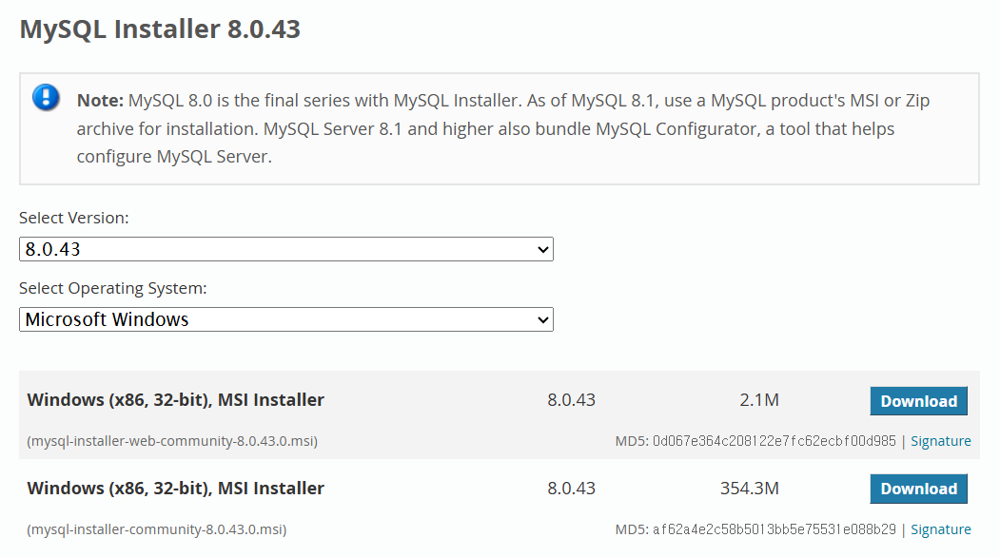 MySQL Installer 8.0.43
Note: MySQL 8.0 is the final series with MySQL Installer. As of MySQL 8.1, use a MySQL product's MSI or Zip
archive for installation. MySQL Server 8.1 and higher also bundle MySQL Configurator, a tool that helps
configure MySQL Server.
Select Version:
8.0.43
Select Operating System:
Microsoft Windows
Windows (x86, 32-bit), MSI Installer 8.0.43 2.1M Download
(mysql-installer-web-community-8.0.43.0.msi) MD5: 0d067e364c208122e7fc62ecbf00d985 | Signature
Windows (x86, 32-bit), MSI Installer 8.0.43 354.3M Download
(mysql-installer-community-8.0.43.0.msi) MD5: af62a4e2c58b5013bb5e75531e088b29 | Signature